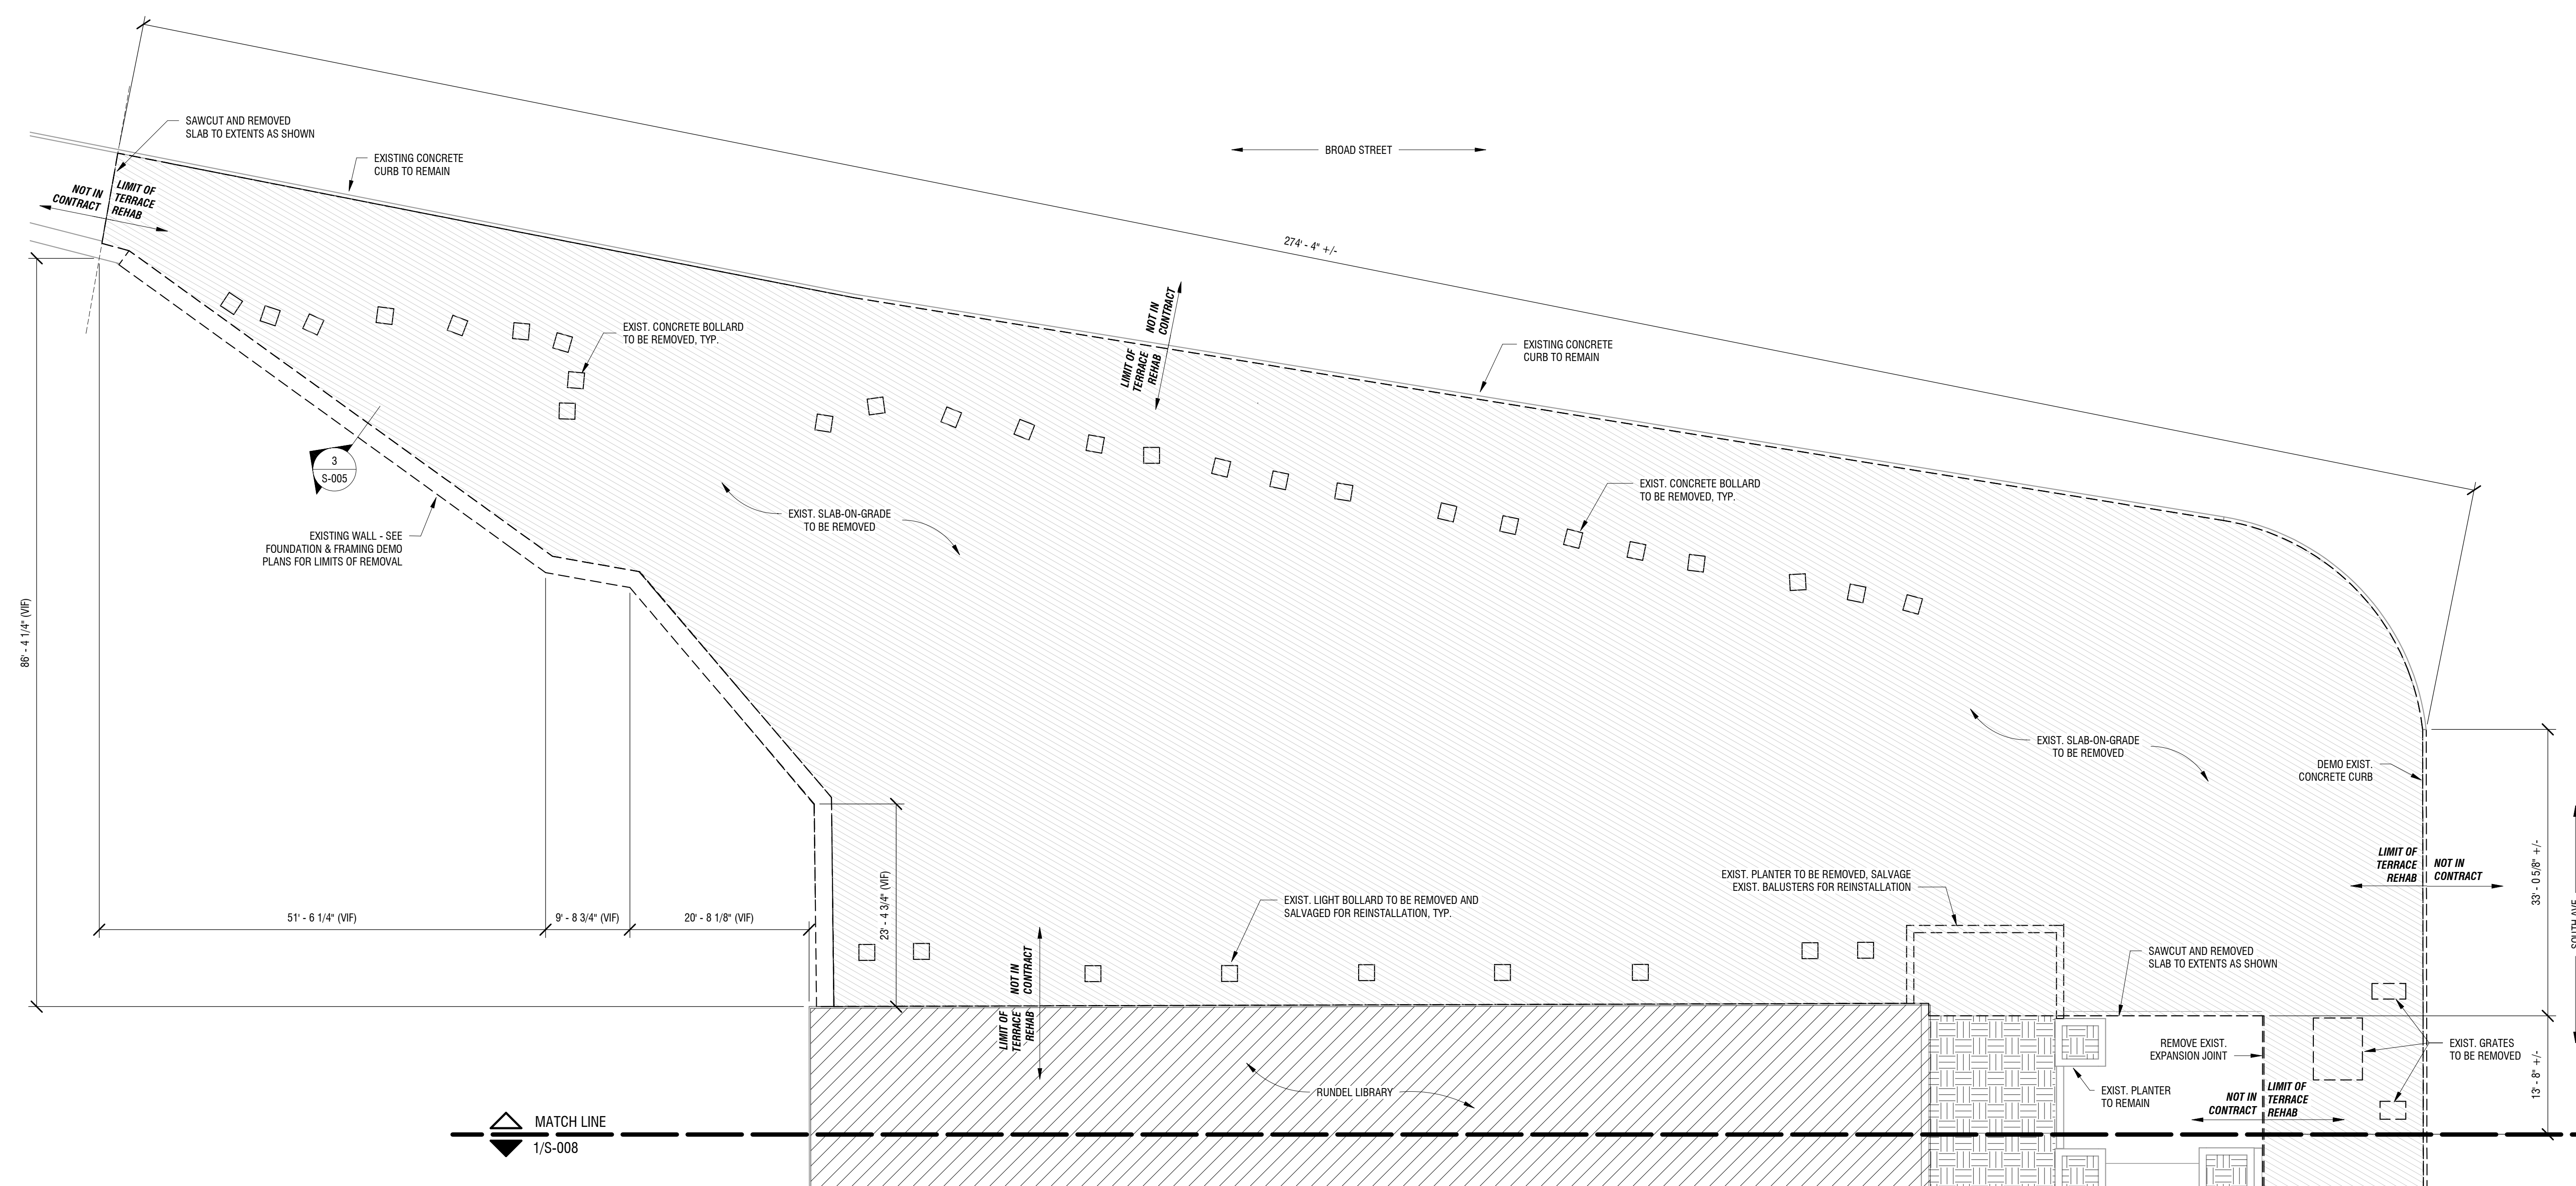 SAWCUT AND REMOVED
SLAB TO EXTENTS AS SHOWN
EXISTING CONCRETE
CURB TO REMAIN
BROAD STREET
NOT IN
CONTRACT
LIMIT OF
TERRACE
REHAB
274' - 4" +/-
NOT IN
CONTRACT
LIMIT OF
TERRACE
REHAB
EXIST. CONCRETE BOLLARD
TO BE REMOVED, TYP.
EXISTING CONCRETE
CURB TO REMAIN
3
S-005
EXIST. CONCRETE BOLLARD
TO BE REMOVED, TYP.
EXIST. SLAB-ON-GRADE
TO BE REMOVED
EXISTING WALL - SEE
FOUNDATION & FRAMING DEMO
PLANS FOR LIMITS OF REMOVAL
86' - 4 1/4" (VIF)
EXIST. SLAB-ON-GRADE
TO BE REMOVED
DEMO EXIST.
CONCRETE CURB
LIMIT OF
TERRACE
REHAB
NOT IN
CONTRACT
33' - 0 5/8" +/-
SOUTH AVE
EXIST. PLANTER TO BE REMOVED, SALVAGE
EXIST. BALUSTERS FOR REINSTALLATION
23' - 4 3/4" (VIF)
EXIST. LIGHT BOLLARD TO BE REMOVED AND
SALVAGED FOR REINSTALLATION, TYP.
51' - 6 1/4" (VIF)
9' - 8 3/4" (VIF)
20' - 8 1/8" (VIF)
NOT IN
CONTRACT
LIMIT OF
TERRACE
REHAB
SAWCUT AND REMOVED
SLAB TO EXTENTS AS SHOWN
REMOVE EXIST.
EXPANSION JOINT
EXIST. GRATES
TO BE REMOVED
13' - 8" +/-
RUNDEL LIBRARY
EXIST. PLANTER
TO REMAIN
NOT IN
CONTRACT
LIMIT OF
TERRACE
REHAB
MATCH LINE
1/S-008